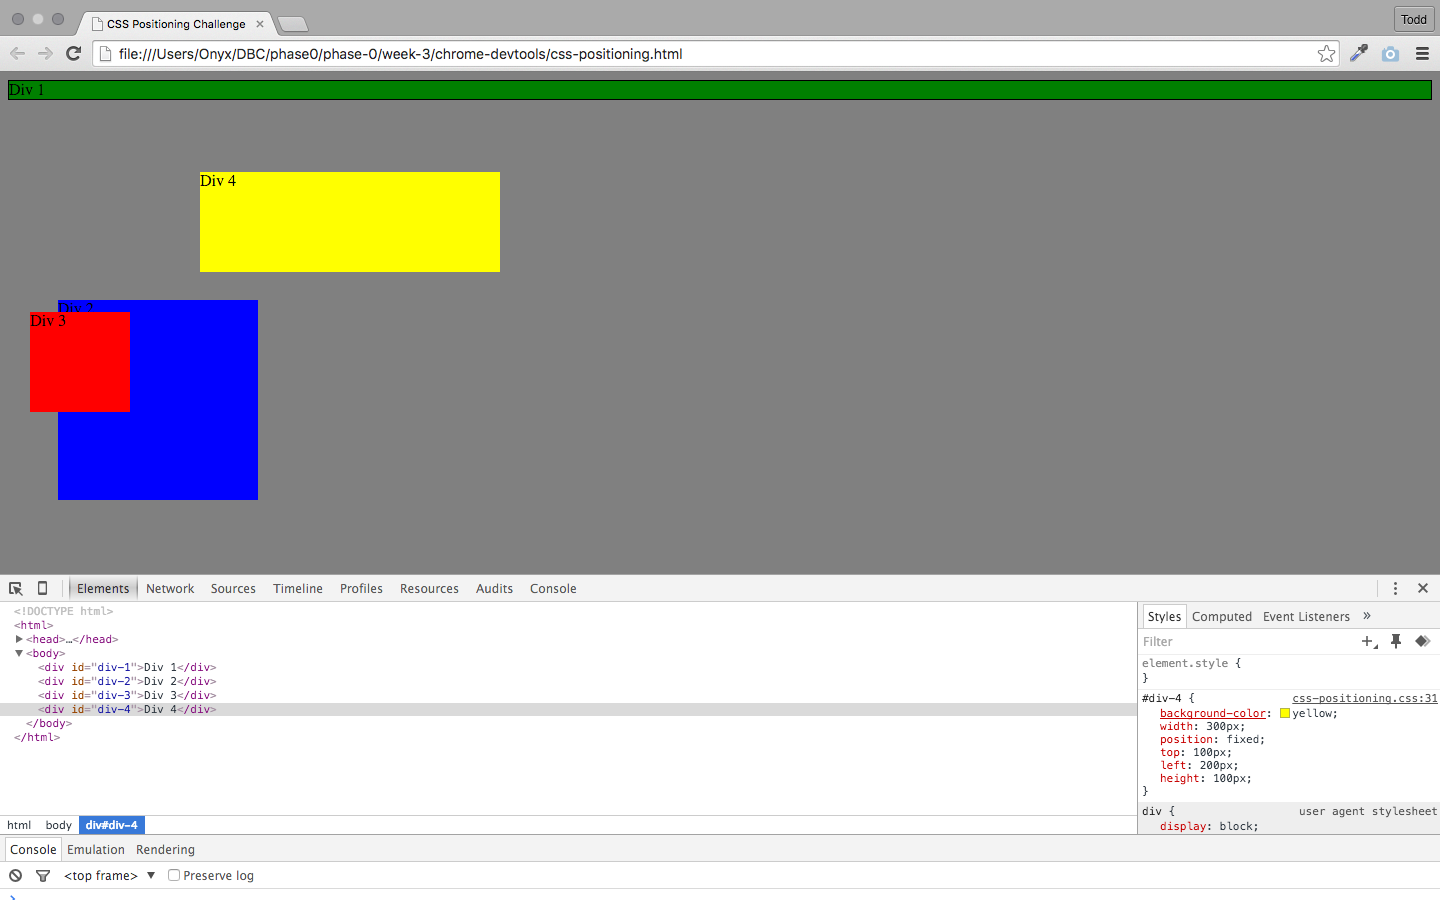 CSS Positioning Challenge
Todd
file:///Users/Onyx/DBC/phase0/phase-0/week-3/chrome-devtools/css-positioning.html
Div 1
Div 4
Div 2
Div 3
Elements Network Sources Timeline Profiles Resources Audits Console
<!DOCTYPE html>
<html>
<head>…</head>
<body>
<div id="div-1">Div 1</div>
<div id="div-2">Div 2</div>
<div id="div-3">Div 3</div>
<div id="div-4">Div 4</div>
</body>
</html>
html body div#div-4
Styles Computed Event Listeners »
Filter
element.style {
}
#div-4 { css-positioning.css:31
background-color: yellow;
width: 300px;
position: fixed;
top: 100px;
left: 200px;
height: 100px;
}
div { user agent stylesheet
display: block;
Console Emulation Rendering
<top frame> ▼ Preserve log